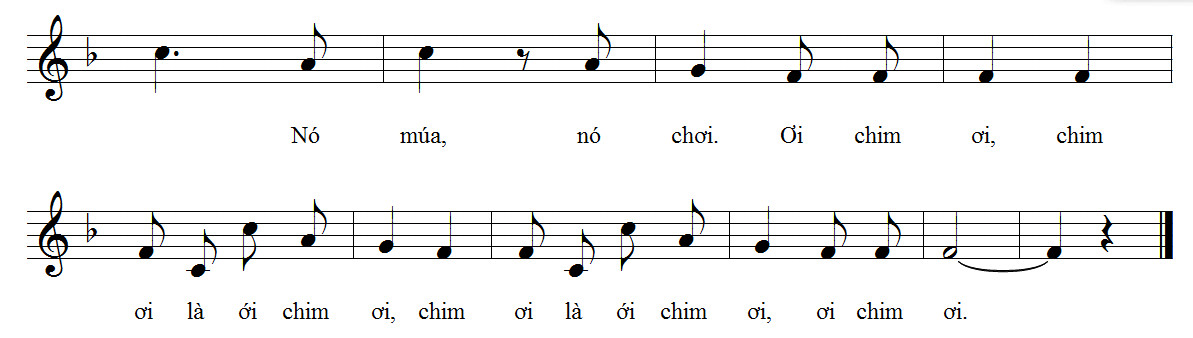 Nó múa, nó chơi. Ơi chim ơi, chim
ơi là ới chim ơi, chim ơi là ới chim ơi, ơi chim ơi.